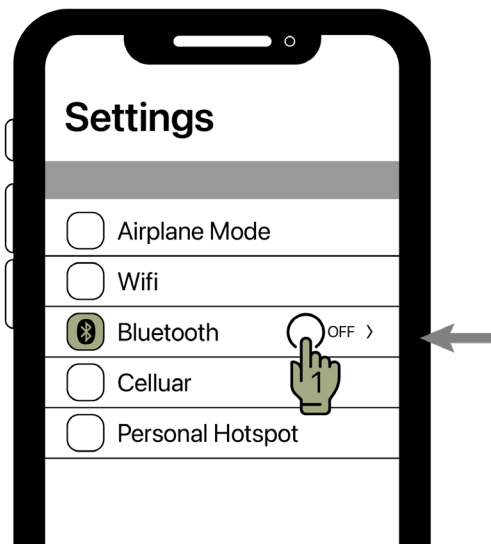 Settings
Airplane Mode
Wifi
Bluetooth OFF >
Celluar
1
Personal Hotspot